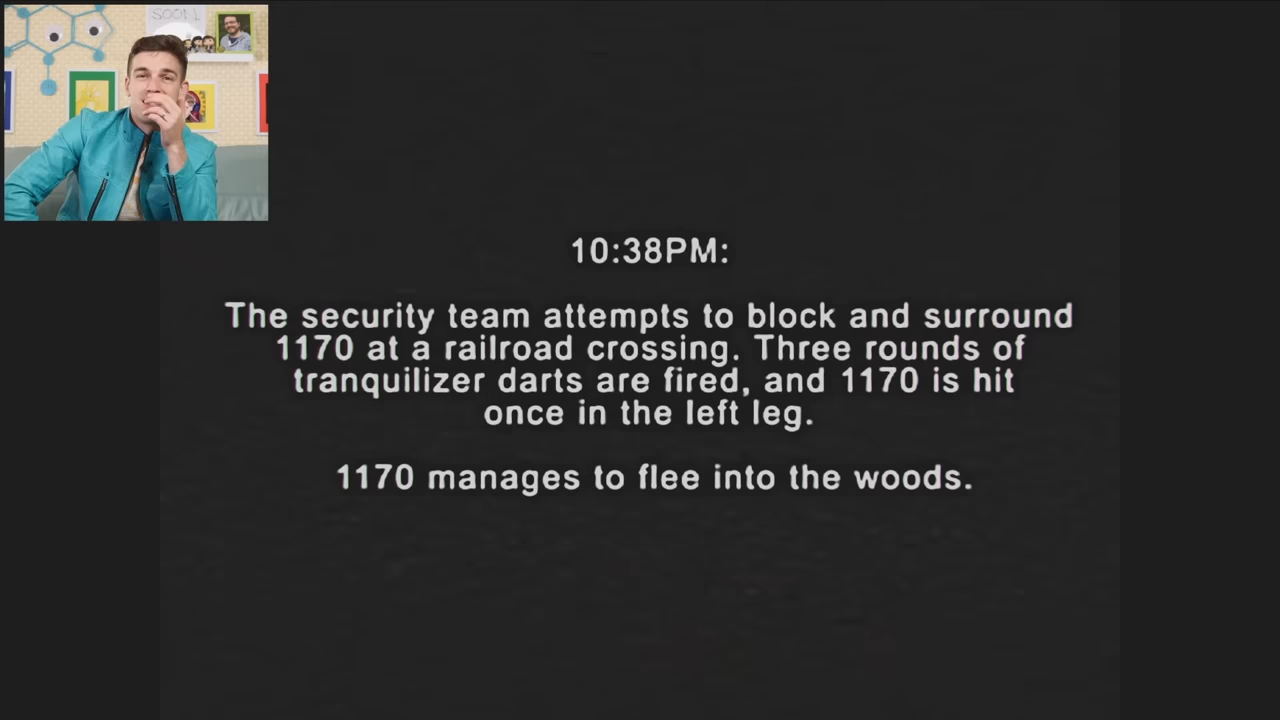 SOON
10:38PM:
The security team attempts to block and surround
1170 at a railroad crossing. Three rounds of
tranquilizer darts are fired, and 1170 is hit
once in the left leg.
1170 manages to flee into the woods.